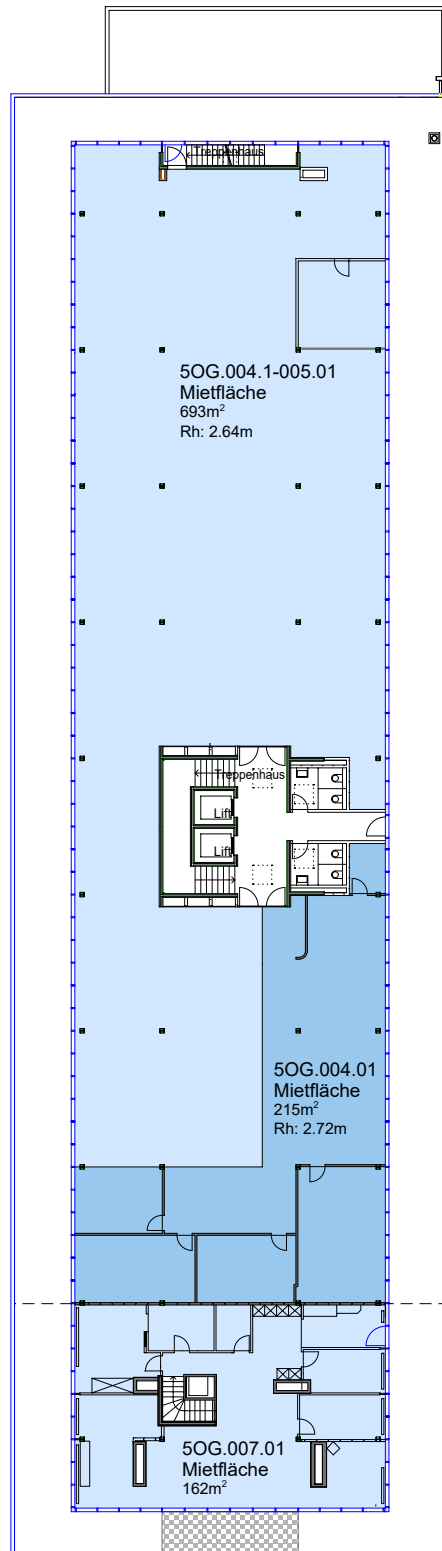 Treppenhaus
5OG.004.1-005.01
Mietfläche
693m²
Rh: 2.64m
Treppenhaus
Lift
Lift
5OG.004.01
Mietfläche
215m²
Rh: 2.72m
5OG.007.01
Mietfläche
162m²